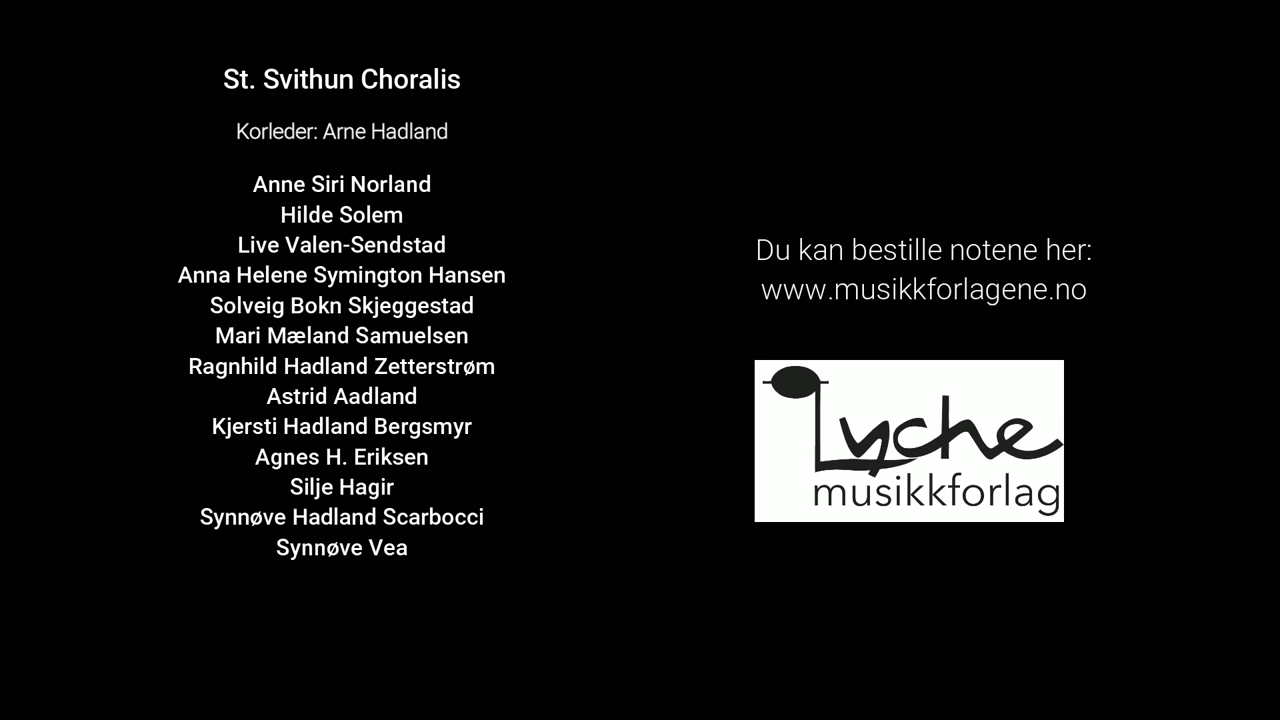 St. Svithun Choralis
Korleder: Arne Hadland
Anne Siri Norland
Hilde Solem
Live Valen-Sendstad
Anna Helene Symington Hansen
Solveig Bokn Skjeggestad
Mari Mæland Samuelsen
Ragnhild Hadland Zetterstrøm
Astrid Aadland
Kjersti Hadland Bergsmyr
Agnes H. Eriksen
Silje Hagir
Synnøve Hadland Scarbocci
Synnøve Vea
Du kan bestille notene her:
www.musikkforlagene.no
Lyche
musikkforlag